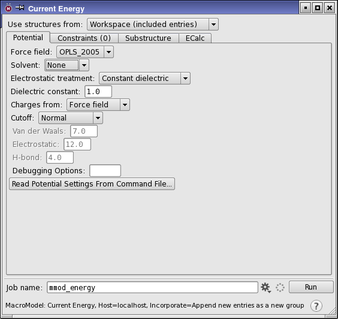 Current Energy
Use structures from: Workspace (included entries)
Potential Constraints (0) Substructure ECalc
Force field: OPLS_2005
Solvent: None
Electrostatic treatment: Constant dielectric
Dielectric constant: 1.0
Charges from: Force field
Cutoff: Normal
Van der Waals: 7.0
Electrostatic: 12.0
H-bond: 4.0
Debugging Options:
Read Potential Settings From Command File...
Job name: mmod_energy Run
MacroModel: Current Energy, Host=localhost, Incorporate=Append new entries as a new group ?